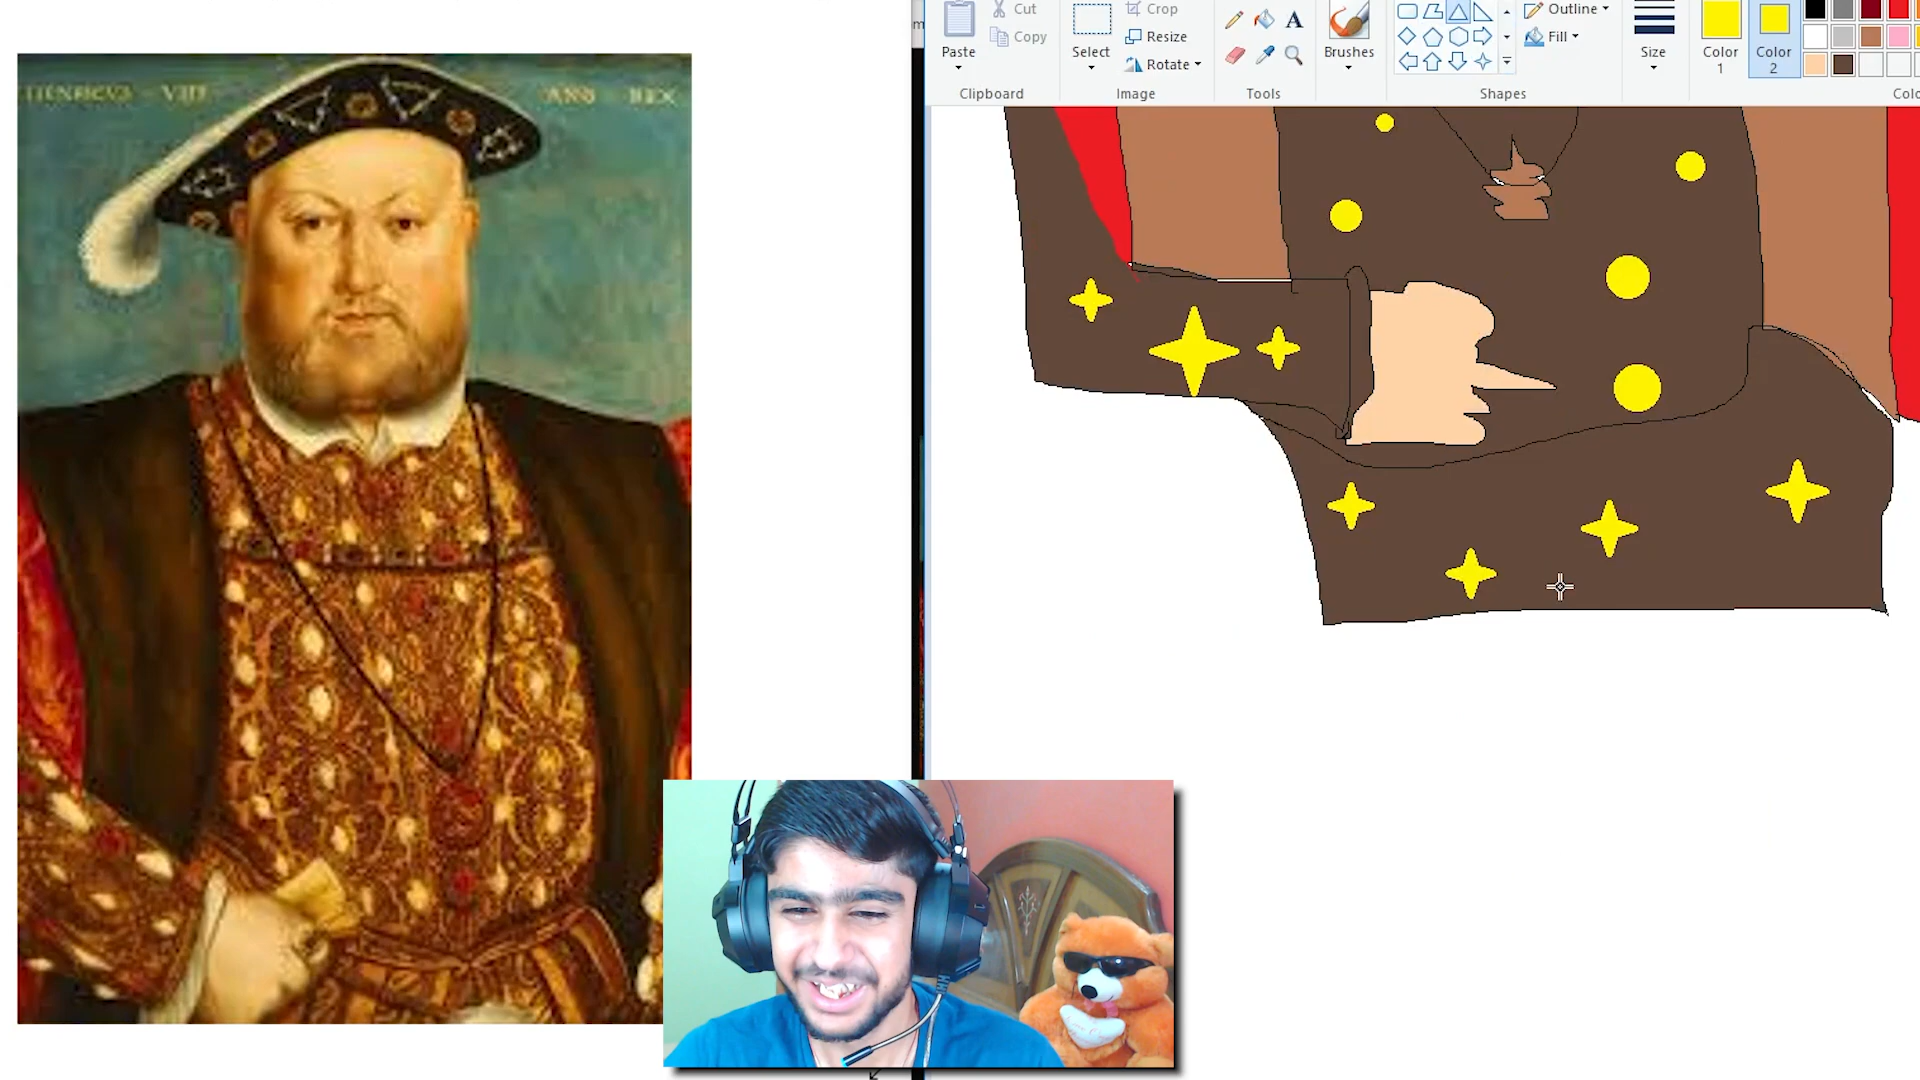 Cut
Copy
Paste
Clipboard
Select
Crop
Resize
Rotate
Image
A
Tools
Brushes
Shapes
Outline
Fill
Size
Color
1
Color
2
HENRICVS VIII
ANG REX